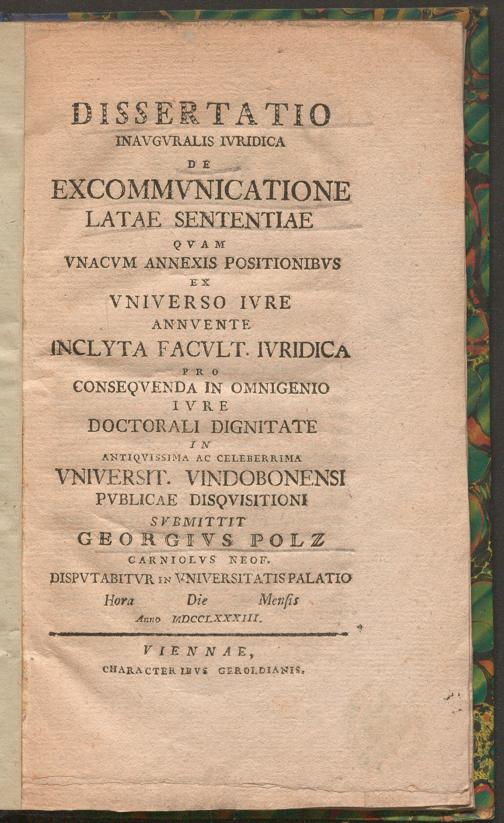 DISSERTATIO
INAVGVRALIS IVRIDICA
DE
EXCOMMVNICATIONE
LATAE SENTENTIAE
QVAM
VNACVM ANNEXIS POSITIONIBVS
EX
VNIVERSO IVRE
ANNVENTE
INCLYTA FACVLT. IVRIDICA
PRO
CONSEQVENDA IN OMNIGENIO
IVRE
DOCTORALI DIGNITATE
IN
ANTIQVISSIMA AC CELEBERRIMA
VNIVERSIT. VINDOBONENSI
PVBLICAE DISQVISITIONI
SVBMITTIT
GEORGIVS POLZ
CARNIOLVS NEOF.
DISPVTABITVR IN VNIVERSITATIS PALATIO
Hora Die Menſis
Anno MDCCLXXXIII.
VIENNAE,
CHARACTERIBVS GEROLDIANIS.